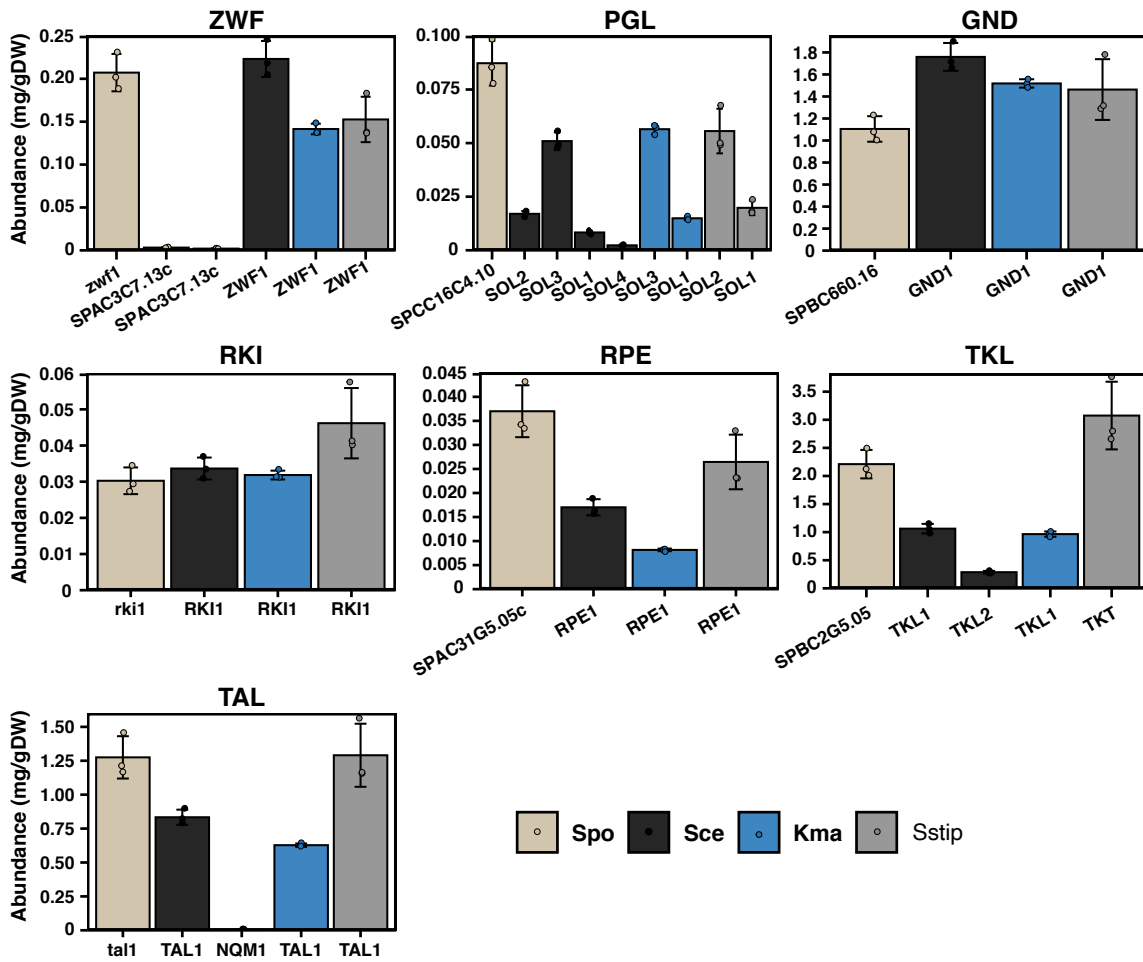 ZWF
PGL
GND
Abundance (mg/gDW)
0.25
0.20
0.15
0.10
0.05
0
zwf1
SPAC3C7.13c
SPAC3C7.13c
ZWF1
ZWF1
ZWF1
0.100
0.075
0.050
0.025
0
SPCC16C4.10
SOL2
SOL3
SOL1
SOL4
SOL3
SOL1
SOL2
SOL1
1.8
1.6
1.4
1.2
1.0
0.8
0.6
0.4
0.2
0
SPBC660.16
GND1
GND1
GND1
RKI
RPE
TKL
Abundance (mg/gDW)
0.06
0.05
0.04
0.03
0.02
0.01
0
rki1
RKI1
RKI1
RKI1
0.045
0.040
0.035
0.030
0.025
0.020
0.015
0.010
0.005
0
SPAC31G5.05c
RPE1
RPE1
RPE1
3.5
3.0
2.5
2.0
1.5
1.0
0.5
0
SPBC2G5.05
TKL1
TKL2
TKL1
TKT
TAL
Abundance (mg/gDW)
1.50
1.25
1.00
0.75
0.50
0.25
0
tal1
TAL1
NQM1
TAL1
TAL1
Spo
Sce
Kma
Sstip